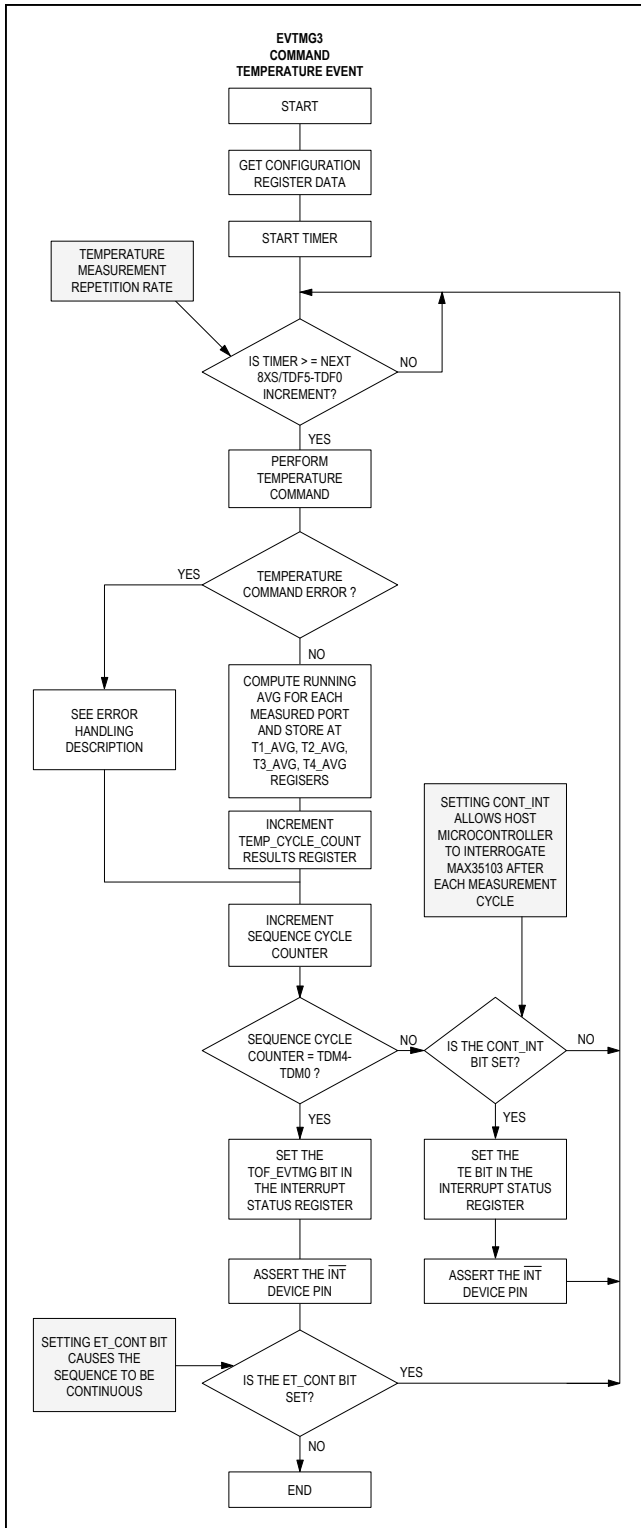 EVTMG3
COMMAND
TEMPERATURE EVENT
START
GET CONFIGURATION
REGISTER DATA
START TIMER
TEMPERATURE
MEASUREMENT
REPETITION RATE
IS TIMER > = NEXT
8XS/TDF5-TDF0
INCREMENT?
NO
YES
PERFORM
TEMPERATURE
COMMAND
YES
TEMPERATURE
COMMAND ERROR ?
NO
SEE ERROR
HANDLING
DESCRIPTION
COMPUTE RUNNING
AVG FOR EACH
MEASURED PORT
AND STORE AT
T1_AVG, T2_AVG,
T3_AVG, T4_AVG
REGISERS
INCREMENT
TEMP_CYCLE_COUNT
RESULTS REGISTER
SETTING CONT_INT
ALLOWS HOST
MICROCONTROLLER
TO INTERROGATE
MAX35103 AFTER
EACH MEASUREMENT
CYCLE
INCREMENT
SEQUENCE CYCLE
COUNTER
SEQUENCE CYCLE
COUNTER = TDM4-
TDM0 ?
NO
IS THE CONT_INT
BIT SET?
NO
YES
YES
SET THE
TOF_EVTMG BIT IN
THE INTERRUPT
STATUS REGISTER
SET THE
TE BIT IN THE
INTERRUPT STATUS
REGISTER
ASSERT THE INT
DEVICE PIN
ASSERT THE INT
DEVICE PIN
SETTING ET_CONT BIT
CAUSES THE
SEQUENCE TO BE
CONTINUOUS
IS THE ET_CONT BIT
SET?
YES
NO
END